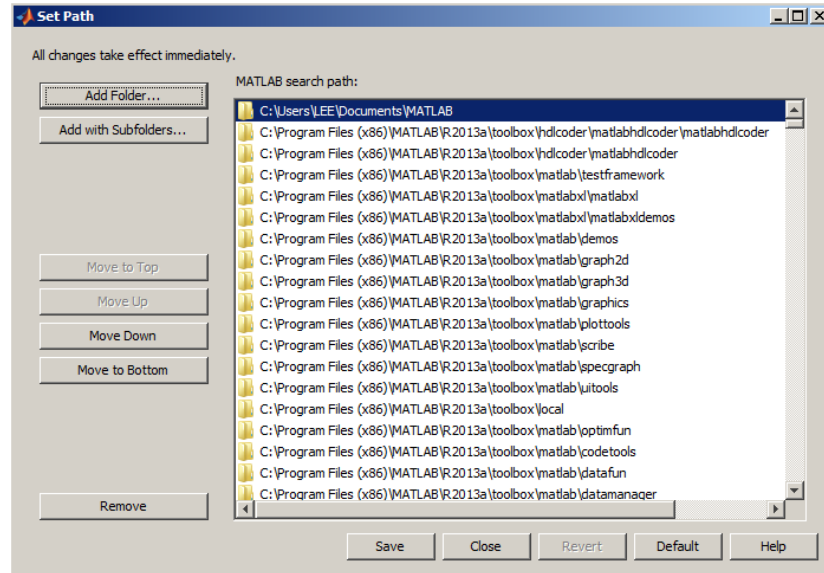 Set Path
All changes take effect immediately.
MATLAB search path:
Add Folder...
Add with Subfolders...
Move to Top
Move Up
Move Down
Move to Bottom
Remove
C:\Users\LEE\Documents\MATLAB
C:\Program Files (x86)\MATLAB\R2013a\toolbox\hdlcoder\matlabhdlcoder\matlabhdlcoder
C:\Program Files (x86)\MATLAB\R2013a\toolbox\hdlcoder\matlabhdlcoder
C:\Program Files (x86)\MATLAB\R2013a\toolbox\matlab\testframework
C:\Program Files (x86)\MATLAB\R2013a\toolbox\matlabxl\matlabxl
C:\Program Files (x86)\MATLAB\R2013a\toolbox\matlabxl\matlabxldemos
C:\Program Files (x86)\MATLAB\R2013a\toolbox\matlab\demos
C:\Program Files (x86)\MATLAB\R2013a\toolbox\matlab\graph2d
C:\Program Files (x86)\MATLAB\R2013a\toolbox\matlab\graph3d
C:\Program Files (x86)\MATLAB\R2013a\toolbox\matlab\graphics
C:\Program Files (x86)\MATLAB\R2013a\toolbox\matlab\plottools
C:\Program Files (x86)\MATLAB\R2013a\toolbox\matlab\scribe
C:\Program Files (x86)\MATLAB\R2013a\toolbox\matlab\specgraph
C:\Program Files (x86)\MATLAB\R2013a\toolbox\matlab\uitools
C:\Program Files (x86)\MATLAB\R2013a\toolbox\local
C:\Program Files (x86)\MATLAB\R2013a\toolbox\matlab\optimfun
C:\Program Files (x86)\MATLAB\R2013a\toolbox\matlab\codetools
C:\Program Files (x86)\MATLAB\R2013a\toolbox\matlab\datafun
C:\Program Files (x86)\MATLAB\R2013a\toolbox\matlab\datamanager
Save
Close
Revert
Default
Help